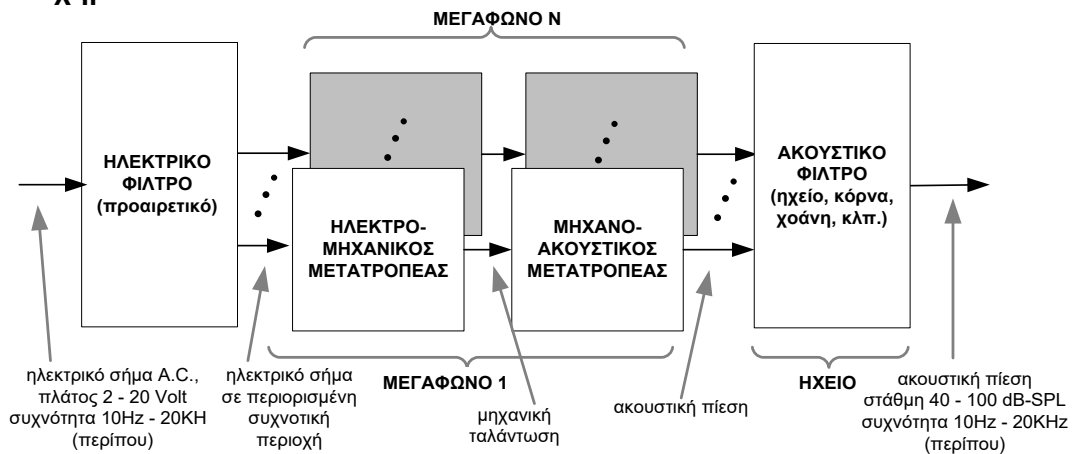 ΜΕΓΑΦΩΝΟ Ν
ΗΛΕΚΤΡΙΚΟ
ΦΙΛΤΡΟ
(προαιρετικό)
ΗΛΕΚΤΡΟ-
ΜΗΧΑΝΙΚΟΣ
ΜΕΤΑΤΡΟΠΕΑΣ
ΜΗΧΑΝΟ-
ΑΚΟΥΣΤΙΚΟΣ
ΜΕΤΑΤΡΟΠΕΑΣ
ΑΚΟΥΣΤΙΚΟ
ΦΙΛΤΡΟ
(ηχείο, κόρνα,
χοάνη, κλπ.)
ηλεκτρικό σήμα A.C.,
πλάτος 2 - 20 Volt
συχνότητα 10Hz - 20KH
(περίπου)
ηλεκτρικό σήμα
σε περιορισμένη
συχνοτική
περιοχή
ΜΕΓΑΦΩΝΟ 1
μηχανική
ταλάντωση
ακουστική πίεση
ΗΧΕΙΟ
ακουστική πίεση
στάθμη 40 - 100 dB-SPL
συχνότητα 10Hz - 20KHz
(περίπου)